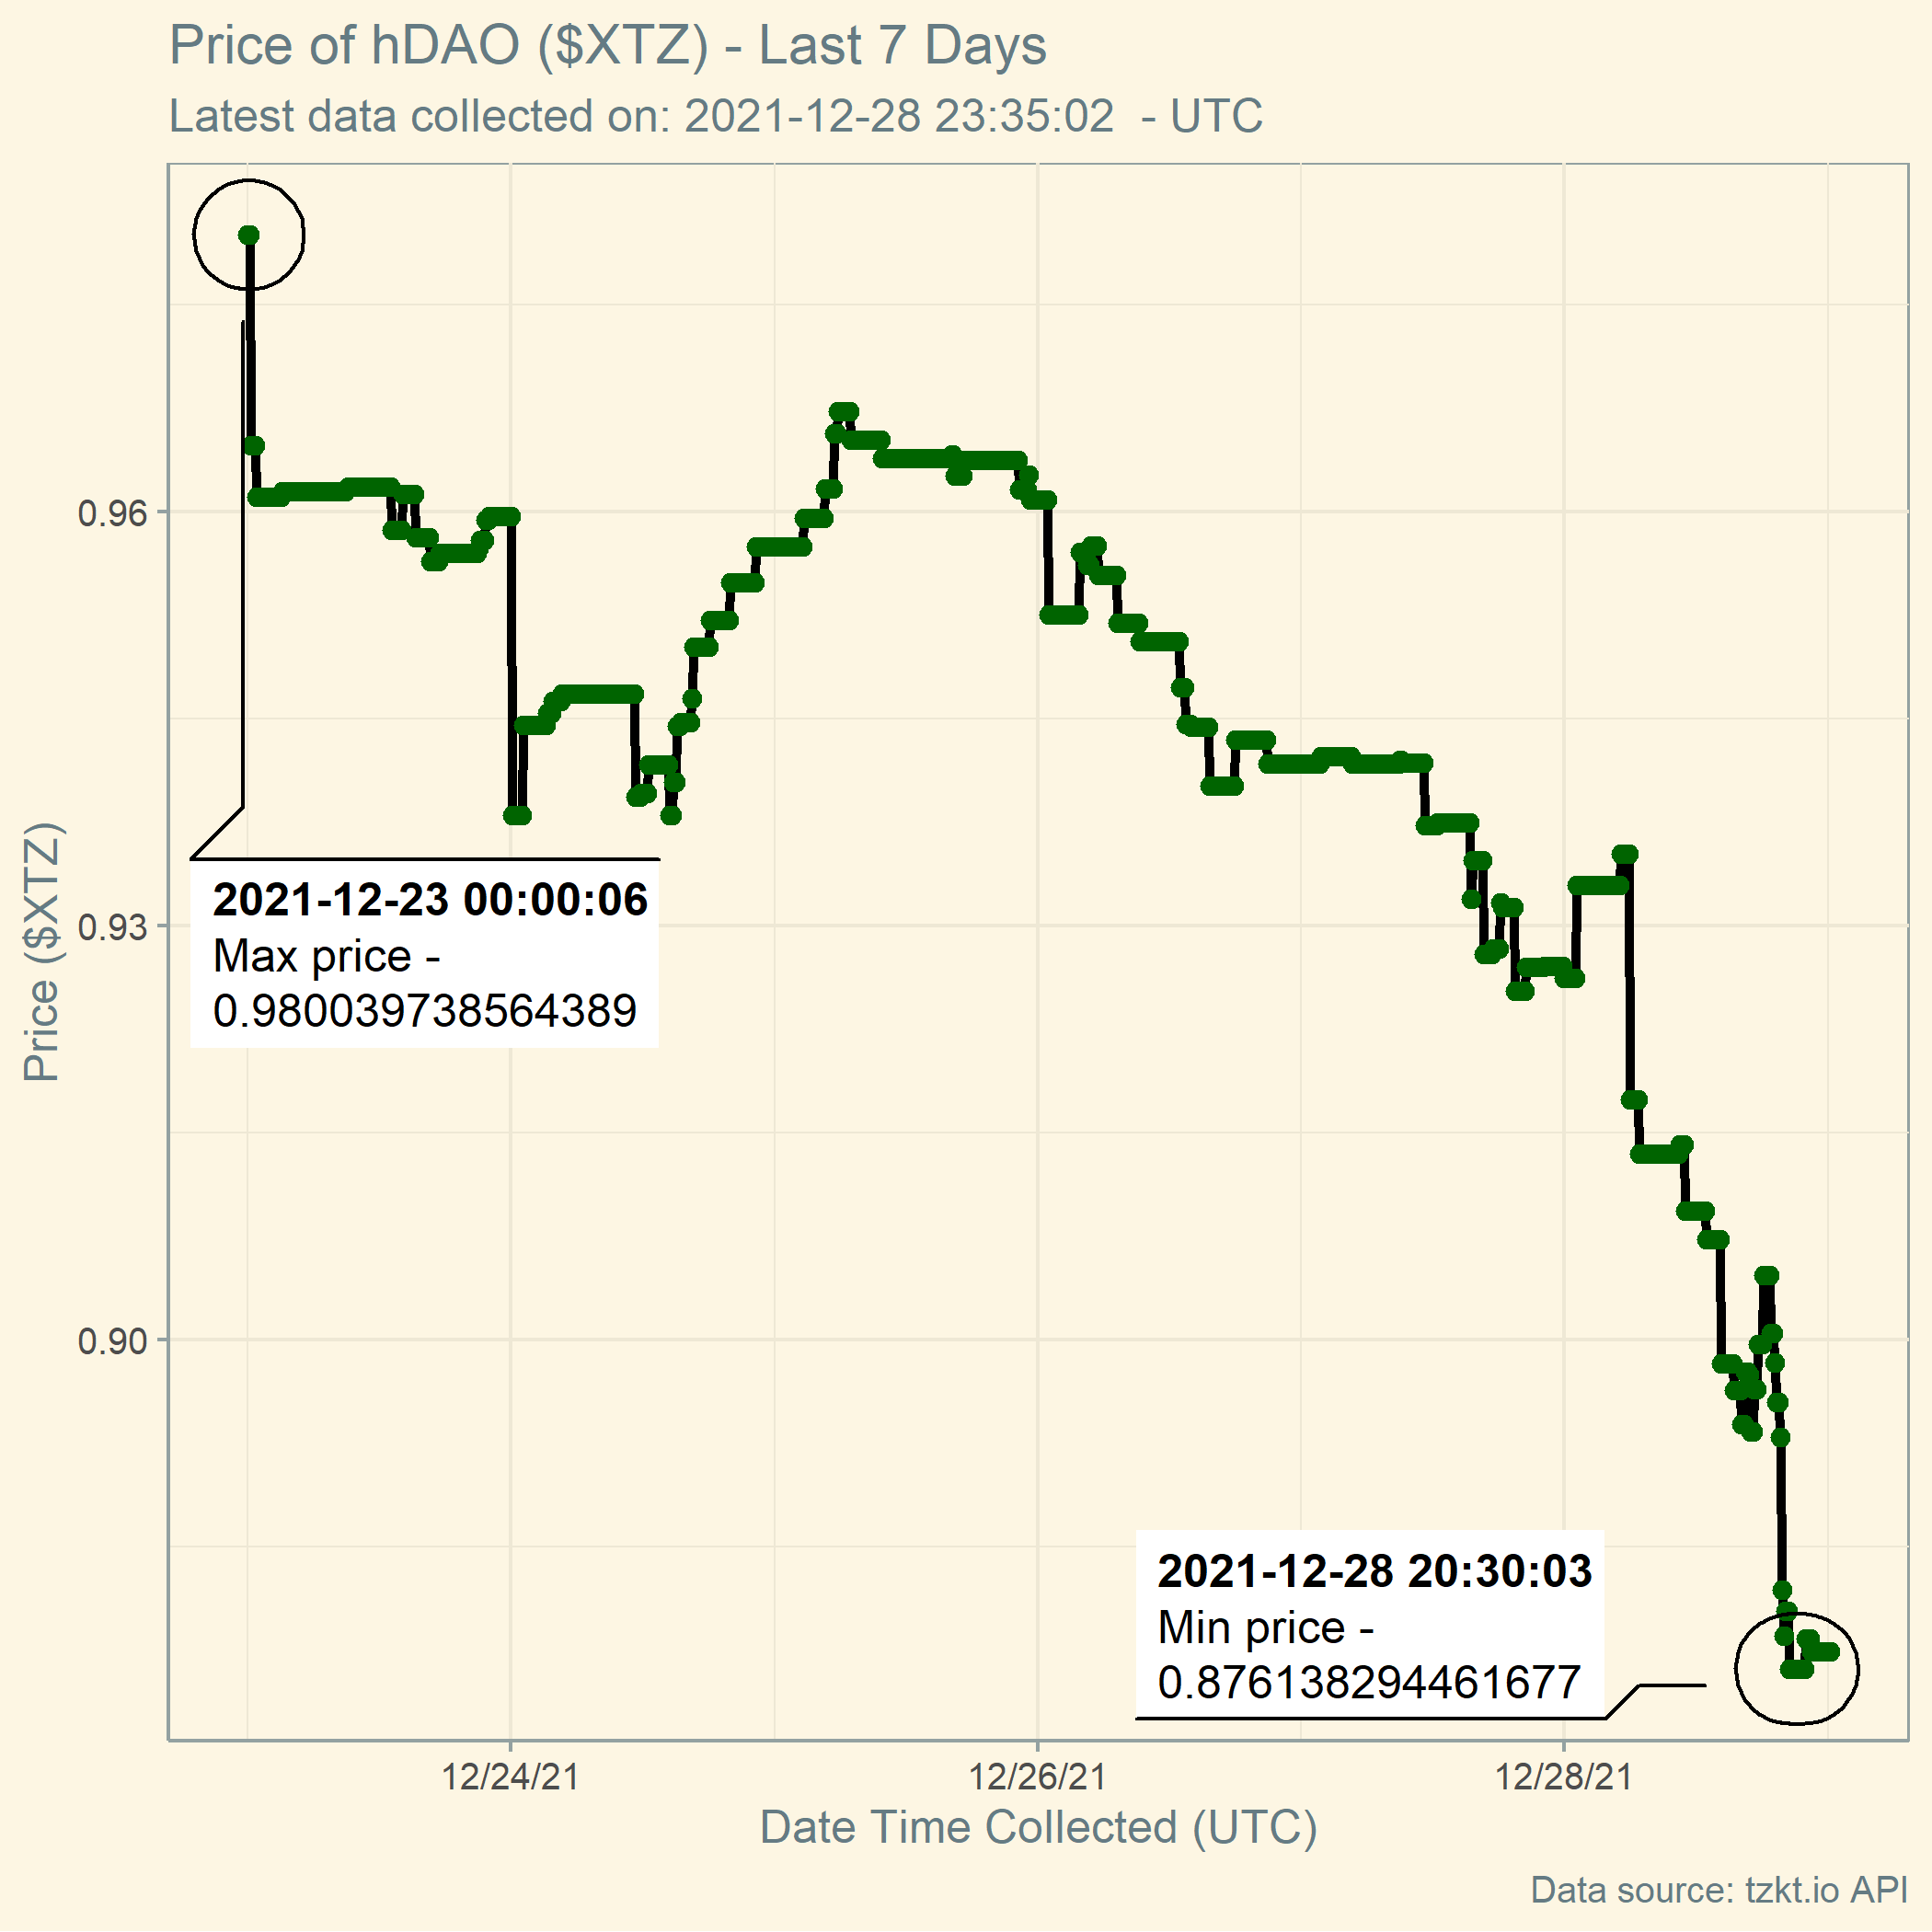 Price of hDAO ($XTZ) - Last 7 Days
Latest data collected on: 2021-12-28 23:35:02  - UTC
Price ($XTZ)
0.96
0.93
0.90
2021-12-23 00:00:06
Max price -
0.980039738564389
2021-12-28 20:30:03
Min price -
0.876138294461677
12/24/21
12/26/21
12/28/21
Date Time Collected (UTC)
Data source: tzkt.io API